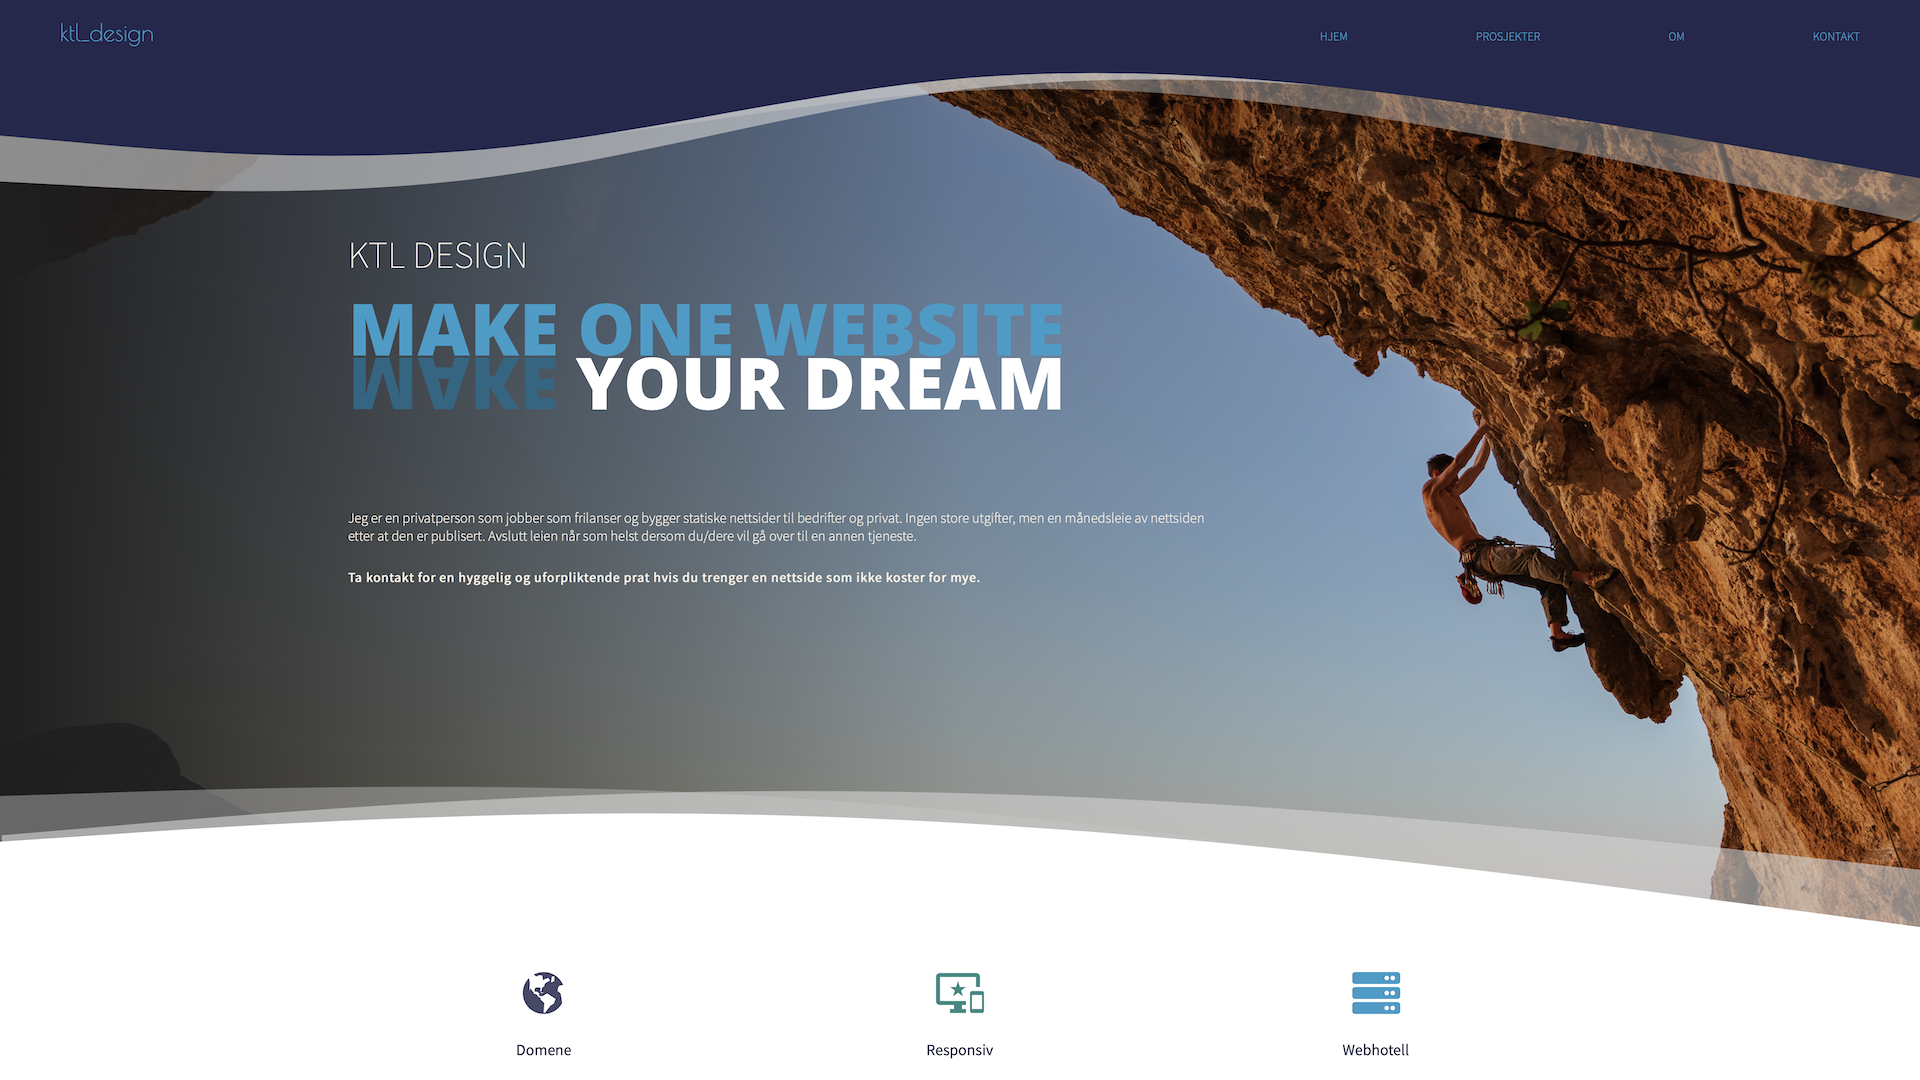 ktl_design
HJEM
PROSJEKTER
OM
KONTAKT
KTL DESIGN
MAKE ONE WEBSITE
MAKE YOUR DREAM
Jeg er en privatperson som jobber som frilanser og bygger statiske nettsider til bedrifter og privat. Ingen store utgifter, men en månedsleie av nettsiden
etter at den er publisert. Avslutt leien når som helst dersom du/dere vil gå over til en annen tjeneste.
Ta kontakt for en hyggelig og uforpliktende prat hvis du trenger en nettside som ikke koster for mye.
Domene
Responsiv
Webhotell